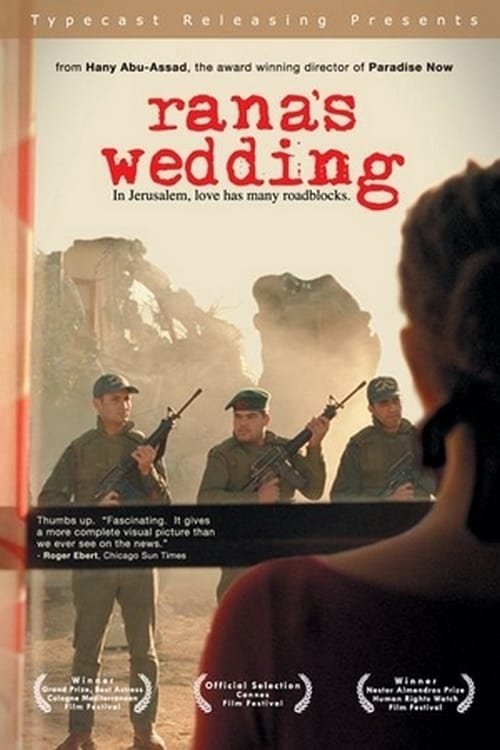 Typecast Releasing Presents
from Hany Abu-Assad, the award winning director of Paradise Now
rana's
wedding
In Jerusalem, love has many roadblocks.
Thumbs up. "Fascinating. It gives
a more complete visual picture than
we ever see on the news."
- Roger Ebert, Chicago Sun Times
Winner
Grand Prize, Best Actress
Cologne Mediterranean
Film Festival
Official Selection
Cannes
Film Festival
Winner
Nestor Almendros Prize
Human Rights Watch
Film Festival